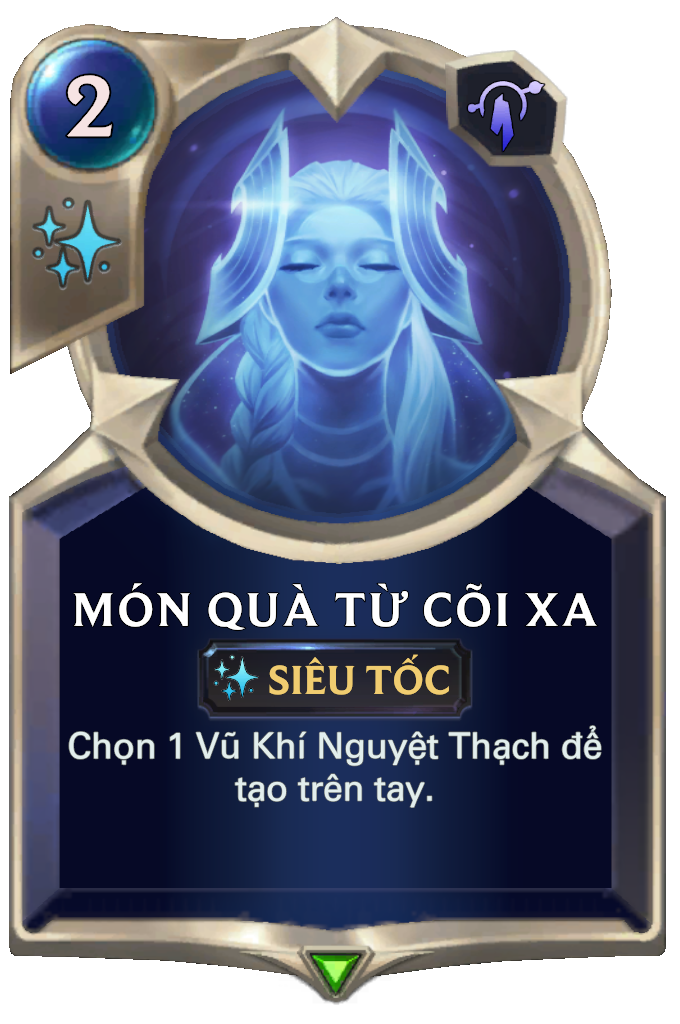 2
MÓN QUÀ TỪ CÕI XA
SIÊU TỐC
Chọn 1 Vũ Khí Nguyệt Thạch để
tạo trên tay.